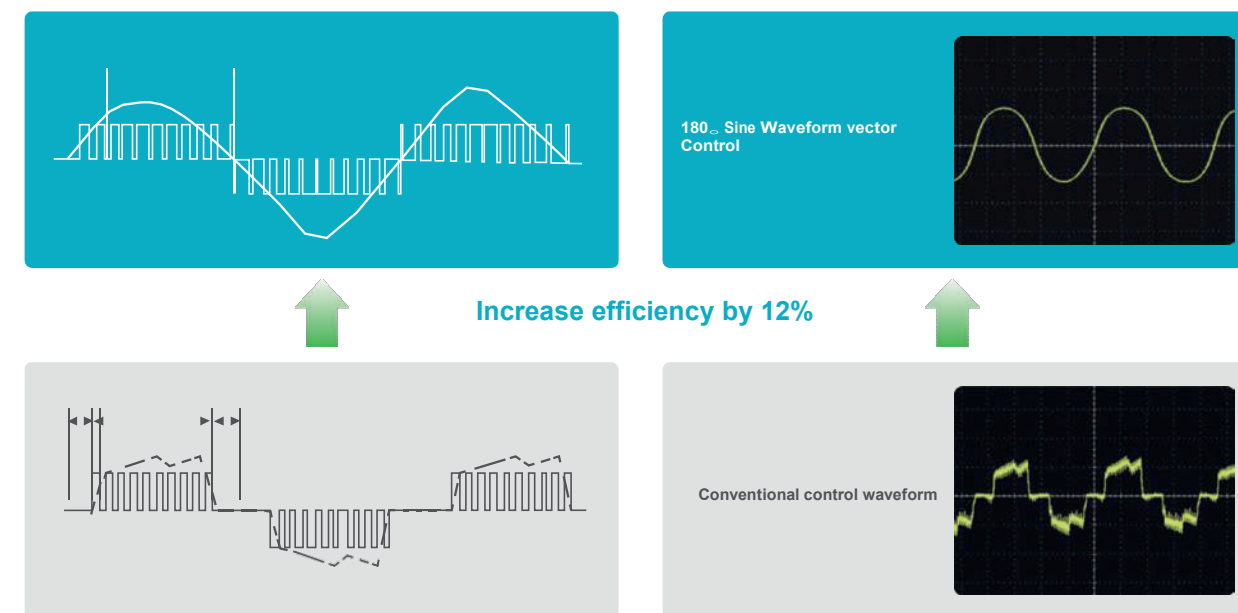 180。 Sine Waveform vector
Control
Increase efficiency by 12%
Conventional control waveform